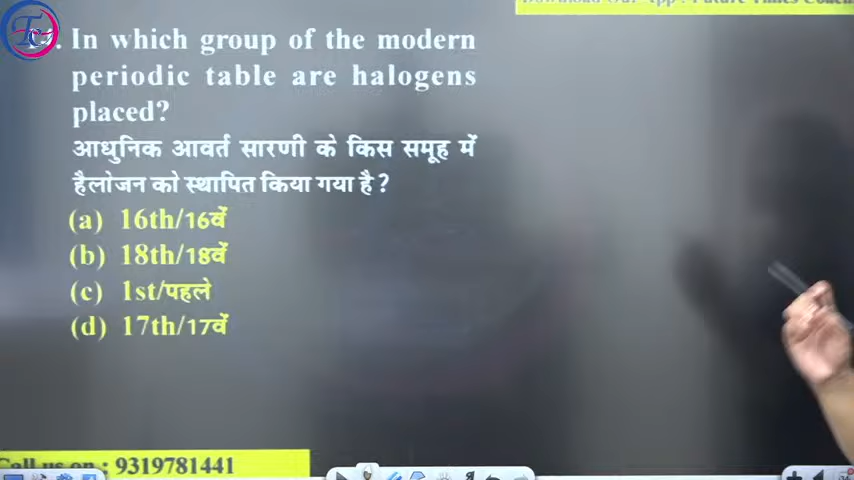 In which group of the modern
periodic table are halogens
placed?
आधुनिक आवर्त सारणी के किस समूह में
हैलोजन को स्थापित किया गया है ?
(a) 16th/16वें
(b) 18th/18वें
(c) 1st/पहले
(d) 17th/17वें
Call us on : 9319781441